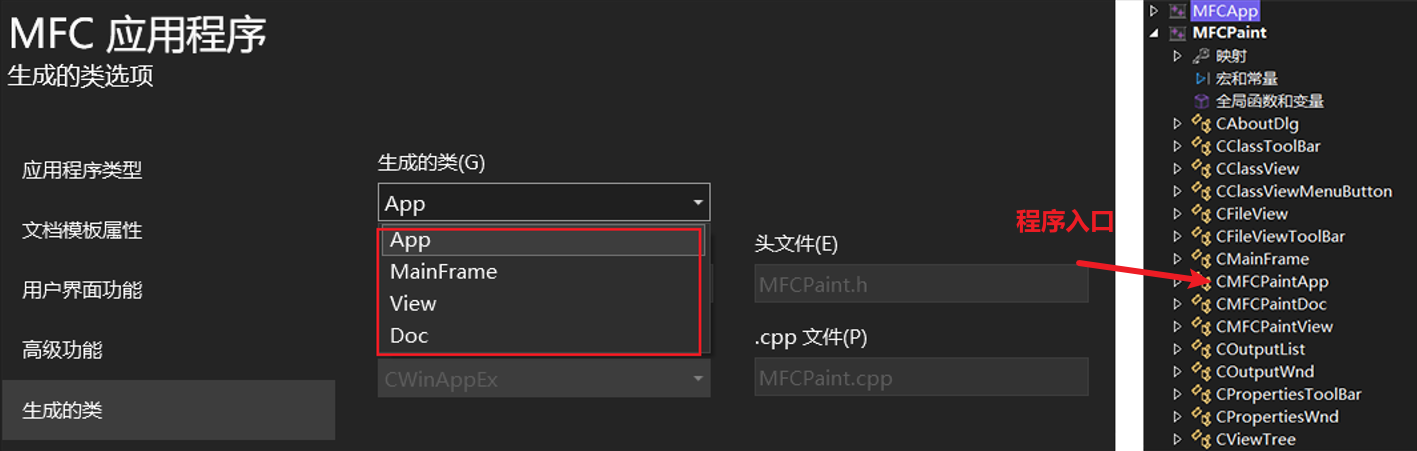 MFC 应用程序
生成的类选项
应用程序类型
文档模板属性
用户界面功能
高级功能
生成的类
生成的类(G)
App
App
MainFrame
View
Doc
CWinAppEx
头文件(E)
MFCPaint.h
.cpp 文件(P)
MFCPaint.cpp
程序入口
MFCApp
MFCPaint
映射
宏和常量
全局函数和变量
CAboutDlg
CClassToolBar
CClassView
CClassViewMenuButton
CFileView
CFileViewToolBar
CMainFrame
CMFCPaintApp
CMFCPaintDoc
CMFCPaintView
COutputList
COutputWnd
CPropertiesToolBar
CPropertiesWnd
CViewTree